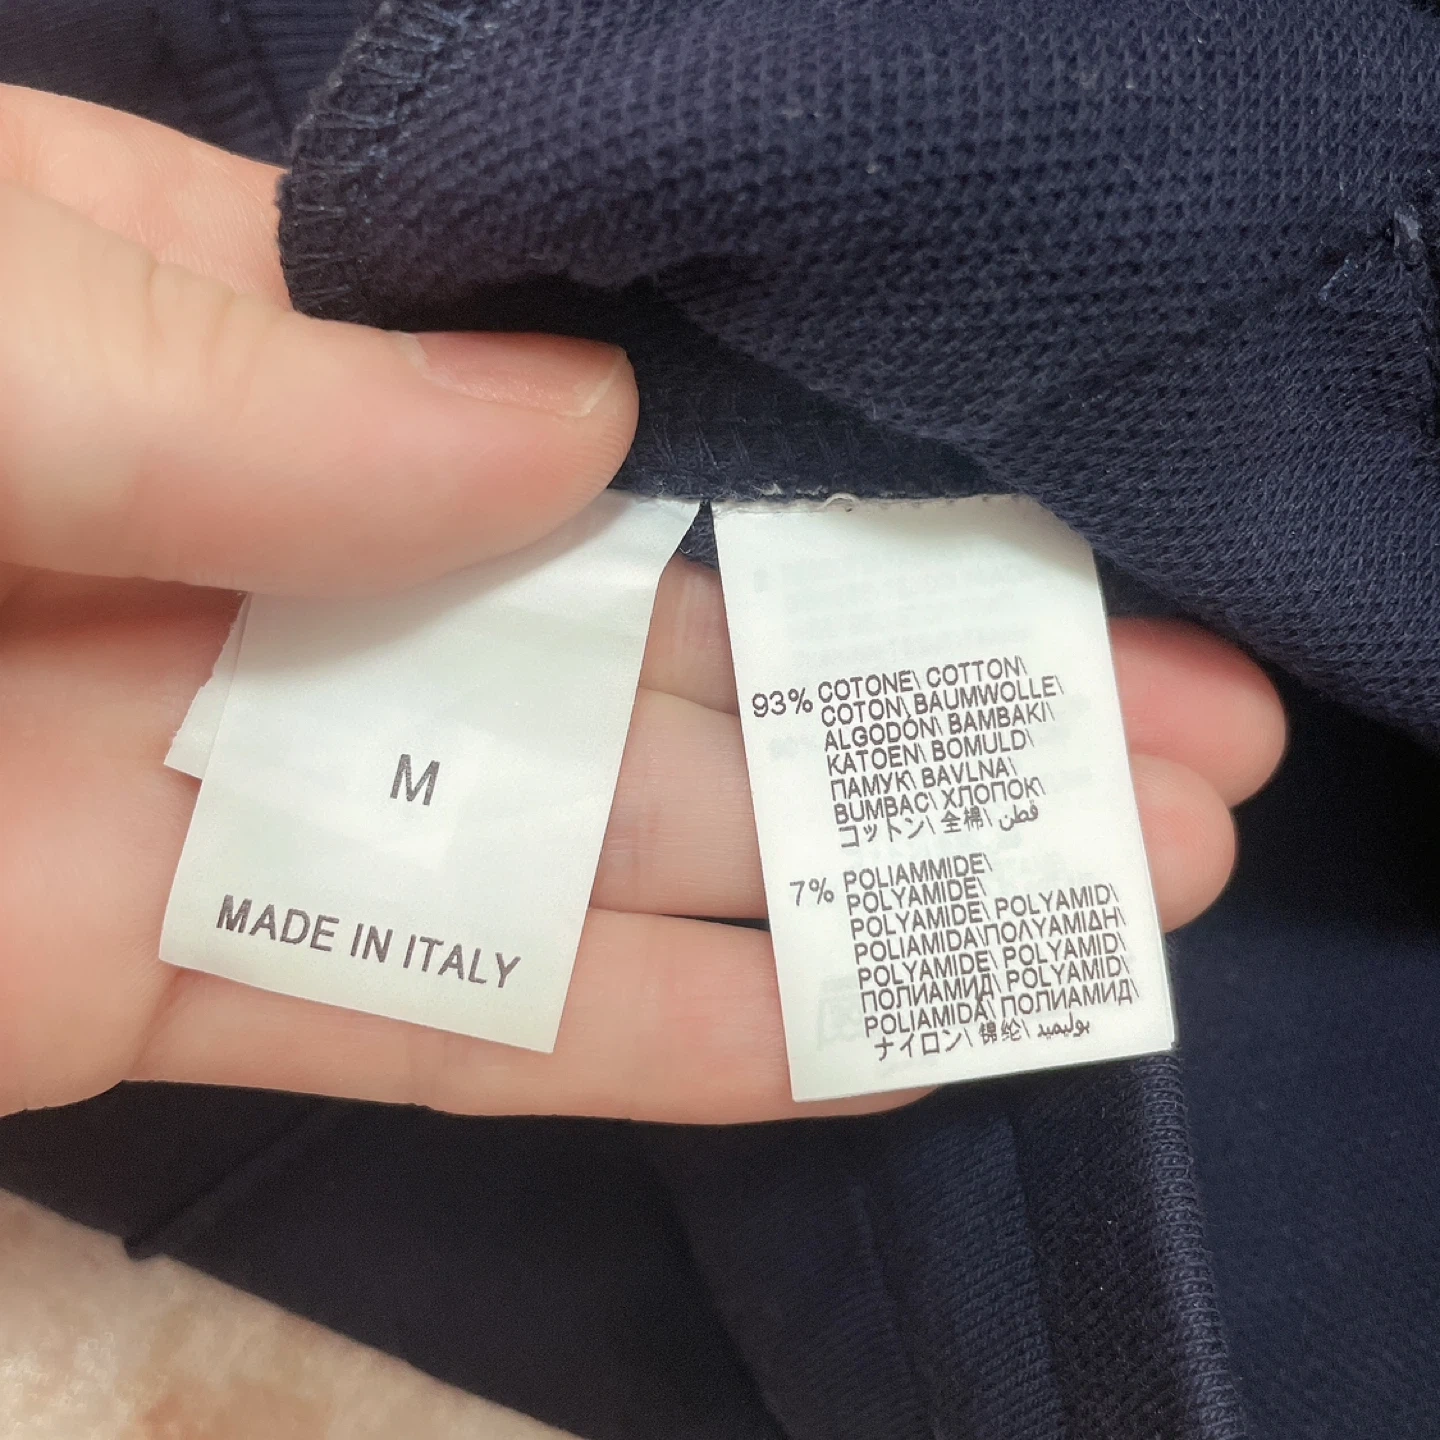 M
MADE IN ITALY
93% COTONE\ COTTON\
COTON\ BAUMWOLLE\
ALGODÓN\ BAMBAKI\
KATOEN\ BOMULD\
ПАМУК\ BAVLNA\
BUMBAC\ ХЛОПОК\
コットン\ 全棉\ قطن\
7% POLIAMMIDE\
POLYAMIDE\
POLYAMIDE\ POLYAMID\
POLIAMIDA\ΠΟΛΥΑΜΙΔΗ\
POLYAMIDE\ POLYAMID\
ПОЛИАМИД\ POLYAMID\
POLIAMIDĂ\ ПОЛИАМИД\
ナイロン\ 锦纶\ بوليميد\